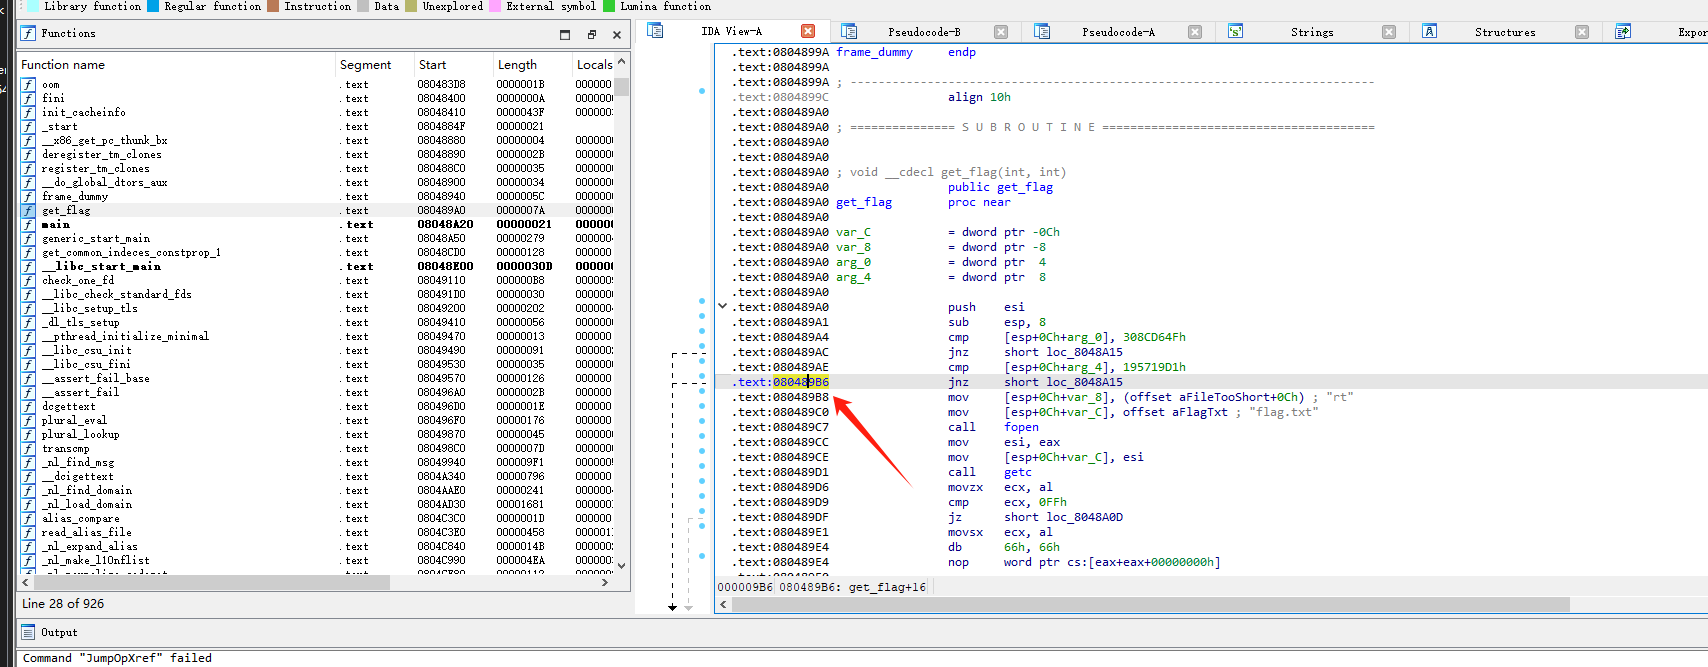 Library function Regular function Instruction Data Unexplored External symbol Lumina function
Functions
Function name Segment Start Length Locals
oom .text 080483D8 0000001B 000000
fini .text 08048400 0000000A 000000
init_cacheinfo .text 08048410 0000043F 000000
_start .text 0804884F 00000021
__x86_get_pc_thunk_bx .text 08048880 00000004 000000
deregister_tm_clones .text 08048890 0000002B 000000
register_tm_clones .text 080488C0 00000035 000000
__do_global_dtors_aux .text 08048900 00000034 000000
frame_dummy .text 08048940 0000005C 000000
get_flag .text 080489A0 0000007A 000000
main .text 08048A20 00000021 000000
generic_start_main .text 08048A50 00000279 000000
get_common_indeces_constprop_1 .text 08048CD0 00000128 000000
__libc_start_main .text 08048E00 0000030D 000000
check_one_fd .text 08049110 000000B8 000000
__libc_check_standard_fds .text 080491D0 00000030 000000
__libc_setup_tls .text 08049200 00000202 000000
_dl_tls_setup .text 08049410 00000056 000000
__pthread_initialize_minimal .text 08049470 00000013 000000
__libc_csu_init .text 08049490 00000091 000000
__libc_csu_fini .text 08049530 00000035 000000
__assert_fail_base .text 08049570 00000126 000000
__assert_fail .text 080496A0 0000002B 000000
dcgettext .text 080496D0 0000001E 000000
plural_eval .text 080496F0 00000176 000000
plural_lookup .text 08049870 00000045 000000
transcmp .text 080498C0 0000007D 000000
_nl_find_msg .text 08049940 000009F1 000000
__dcigettext .text 0804A340 00000796 000000
_nl_find_domain .text 0804AAE0 00000241 000000
_nl_load_domain .text 0804AD30 00001681 000000
alias_compare .text 0804C3C0 0000001D 000000
read_alias_file .text 0804C3E0 00000458 000000
_nl_expand_alias .text 0804C840 0000014B 000000
_nl_make_l10nflist .text 0804C990 000004EA 000000
Line 28 of 926
IDA View-A Pseudocode-B Pseudocode-A Strings Structures Expor
.text:0804899A frame_dummy endp
.text:0804899A
.text:0804899A ; ---------------------------------------------------------------------------
.text:0804899C align 10h
.text:080489A0
.text:080489A0 ; =============== S U B R O U T I N E =======================================
.text:080489A0
.text:080489A0
.text:080489A0 ; void __cdecl get_flag(int, int)
.text:080489A0 public get_flag
.text:080489A0 get_flag proc near
.text:080489A0
.text:080489A0 var_C = dword ptr -0Ch
.text:080489A0 var_8 = dword ptr -8
.text:080489A0 arg_0 = dword ptr 4
.text:080489A0 arg_4 = dword ptr 8
.text:080489A0
.text:080489A0 push esi
.text:080489A1 sub esp, 8
.text:080489A4 cmp [esp+0Ch+arg_0], 308CD64Fh
.text:080489AC jnz short loc_8048A15
.text:080489AE cmp [esp+0Ch+arg_4], 195719D1h
.text:080489B6 jnz short loc_8048A15
.text:080489B8 mov [esp+0Ch+var_8], (offset aFileTooShort+0Ch) ; "rt"
.text:080489C0 mov [esp+0Ch+var_C], offset aFlagTxt ; "flag.txt"
.text:080489C7 call fopen
.text:080489CC mov esi, eax
.text:080489CE mov [esp+0Ch+var_C], esi
.text:080489D1 call getc
.text:080489D6 movzx ecx, al
.text:080489D9 cmp ecx, 0FFh
.text:080489DF jz short loc_8048A0D
.text:080489E1 movsx ecx, al
.text:080489E4 db 66h, 66h
.text:080489E4 nop word ptr cs:[eax+eax+00000000h]
000009B6 080489B6: get_flag+16
Output
Command "JumpOpXref" failed